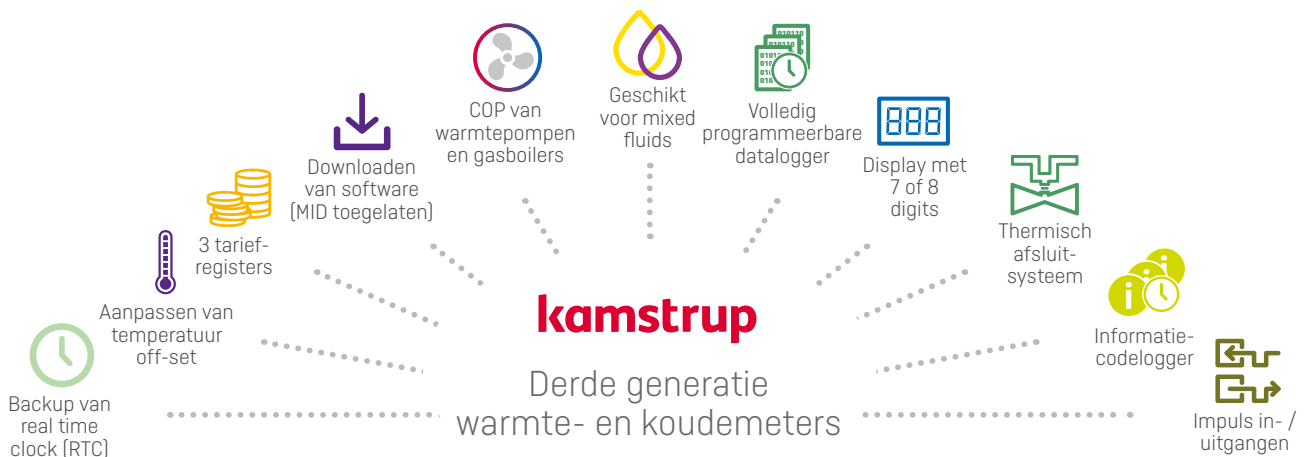 COP van
warmtepompen
en gasboilers
Geschikt
voor mixed
fluids
Volledig
programmeerbare
datalogger
Downloaden
van software
(MID toegelaten)
888
Display met
7 of 8
digits
3 tarief-
registers
Thermisch
afsluit-
systeem
Aanpassen van
temperatuur
off-set
kamstrup
Informatie-
codelogger
Derde generatie
warmte- en koudemeters
Backup van
real time
clock (RTC)
Impuls in- /
uitgangen